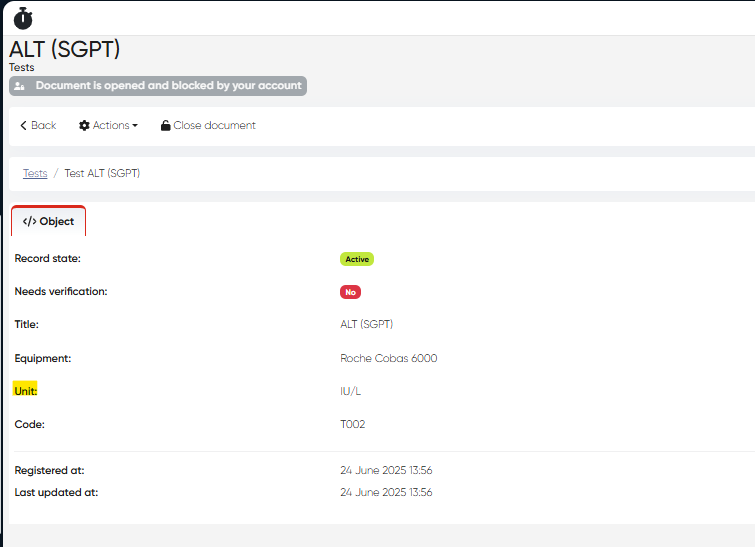 ALT (SGPT)
Tests
Document is opened and blocked by your account
Back Actions Close document
Tests / Test ALT (SGPT)
</> Object
Record state: Active
Needs verification: No
Title: ALT (SGPT)
Equipment: Roche Cobas 6000
Unit: IU/L
Code: T002
Registered at: 24 June 2025 13:56
Last updated at: 24 June 2025 13:56